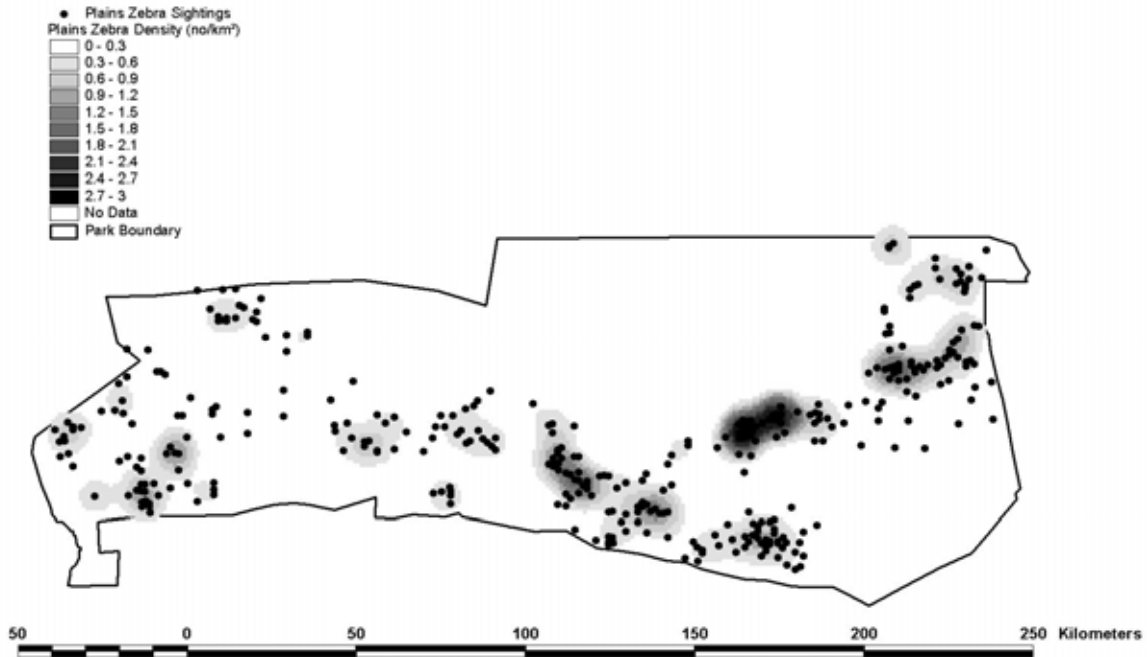 Plains Zebra Sightings
Plains Zebra Density (no/km²)
0 - 0.3
0.3 - 0.6
0.6 - 0.9
0.9 - 1.2
1.2 - 1.5
1.5 - 1.8
1.8 - 2.1
2.1 - 2.4
2.4 - 2.7
2.7 - 3
No Data
Park Boundary
50 0 50 100 150 200 250 Kilometers